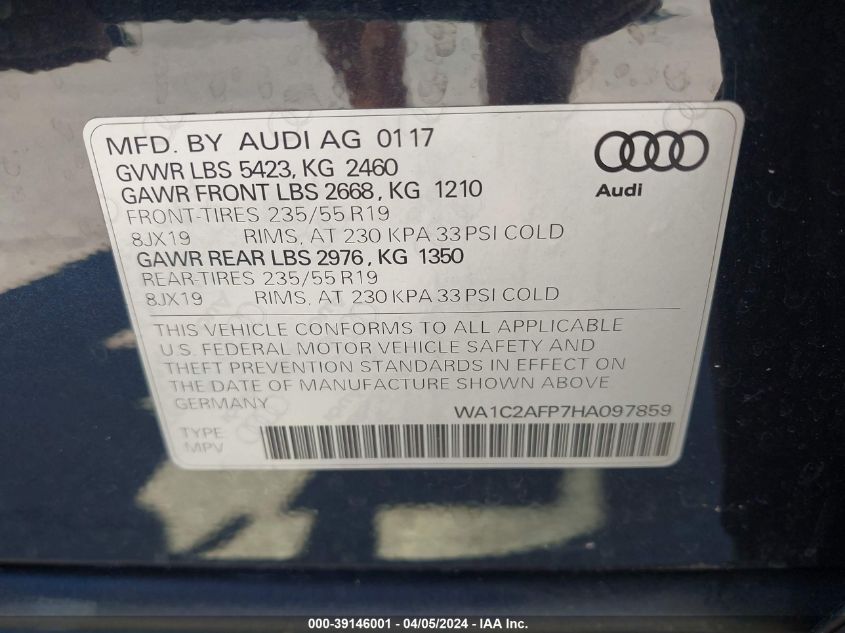 MFD. BY AUDI AG 01 17
GVWR LBS 5423, KG 2460
GAWR FRONT LBS 2668, KG 1210
FRONT-TIRES 235/55 R19
8JX19 RIMS, AT 230 KPA 33 PSI COLD
GAWR REAR LBS 2976, KG 1350
REAR-TIRES 235/55 R19
8JX19 RIMS, AT 230 KPA 33 PSI COLD
Audi
THIS VEHICLE CONFORMS TO ALL APPLICABLE
U.S. FEDERAL MOTOR VEHICLE SAFETY AND
THEFT PREVENTION STANDARDS IN EFFECT ON
THE DATE OF MANUFACTURE SHOWN ABOVE.
GERMANY WA1C2AFP7HA097859
TYPE:
MPV
000-39146001 - 04/05/2024 - IAA Inc.